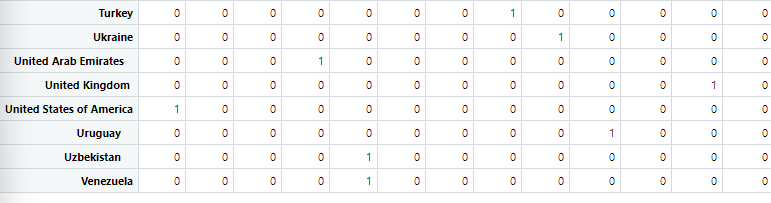 Turkey 0 0 0 0 0 0 0 1 0 0 0 0 0
Ukraine 0 0 0 0 0 0 0 0 1 0 0 0 0
United Arab Emirates 0 0 0 1 0 0 0 0 0 0 0 0 0
United Kingdom 0 0 0 0 0 0 0 0 0 0 0 1 0
United States of America 1 0 0 0 0 0 0 0 0 0 0 0 0
Uruguay 0 0 0 0 0 0 0 0 0 1 0 0 0
Uzbekistan 0 0 0 0 1 0 0 0 0 0 0 0 0
Venezuela 0 0 0 0 1 0 0 0 0 0 0 0 0